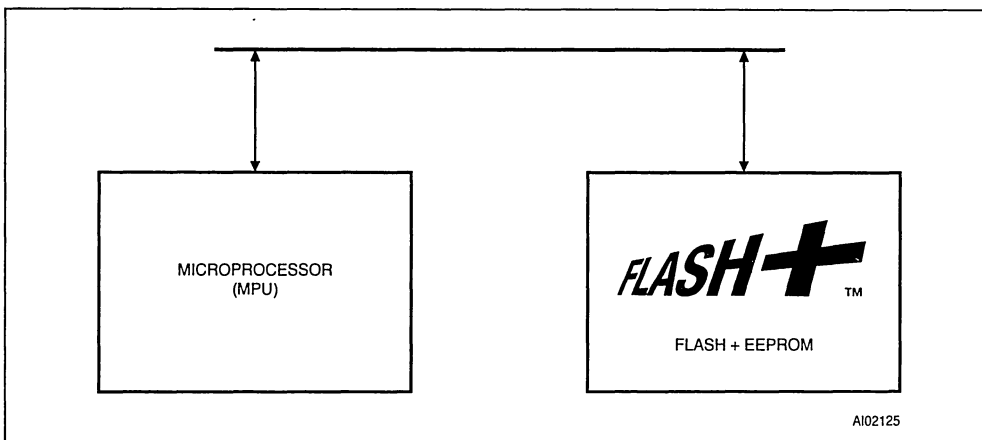 MICROPROCESSOR
(MPU)
FLASH+ ™
FLASH + EEPROM
AI02125